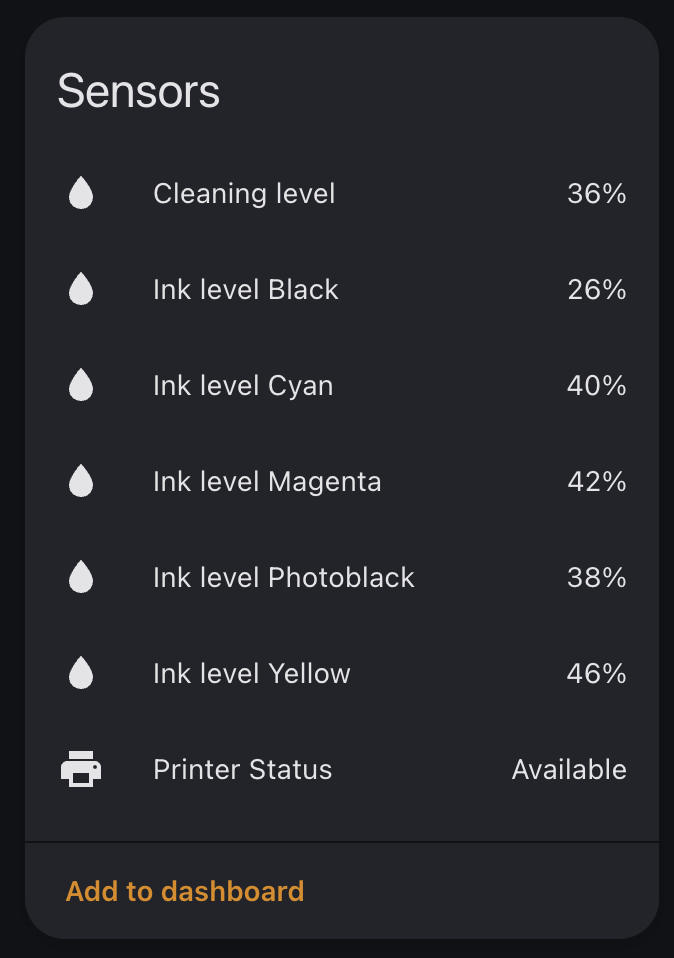 Sensors
Cleaning level 36%
Ink level Black 26%
Ink level Cyan 40%
Ink level Magenta 42%
Ink level Photoblack 38%
Ink level Yellow 46%
Printer Status Available
Add to dashboard